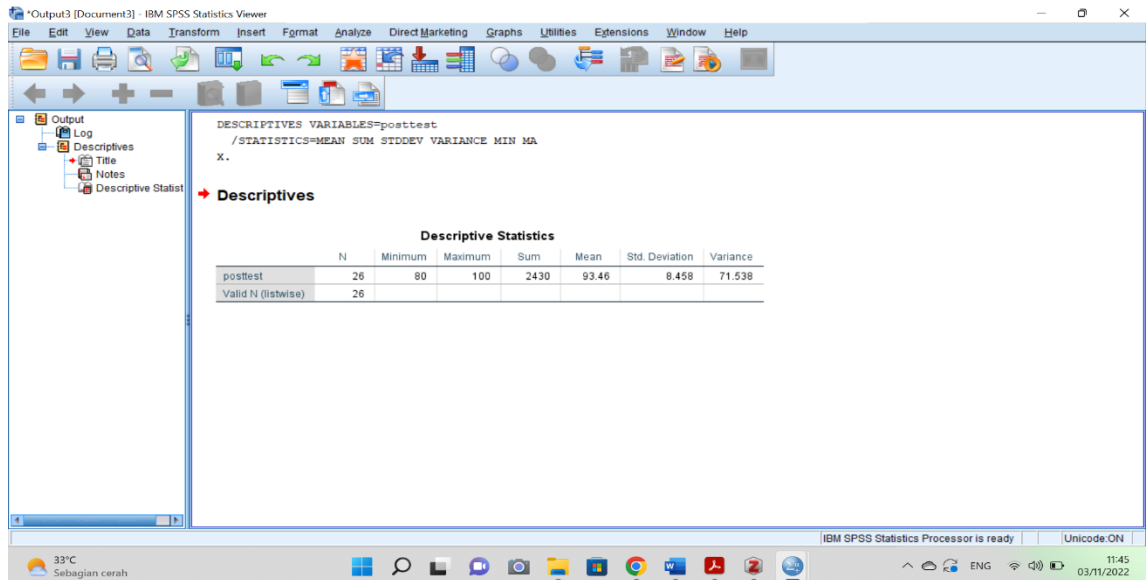 *Output3 [Document3] - IBM SPSS Statistics Viewer
File Edit View Data Transform Insert Format Analyze Direct Marketing Graphs Utilities Extensions Window Help
Output
Log
Descriptives
Title
Notes
Descriptive Statist
DESCRIPTIVES VARIABLES=posttest
/STATISTICS=MEAN SUM STDDEV VARIANCE MIN MA
X.
Descriptives
Descriptive Statistics
N Minimum Maximum Sum Mean Std. Deviation Variance
posttest 26 80 100 2430 93.46 8.458 71.538
Valid N (listwise) 26
IBM SPSS Statistics Processor is ready Unicode:ON
33°C
Sebagian cerah
ENG
11:45
03/11/2022